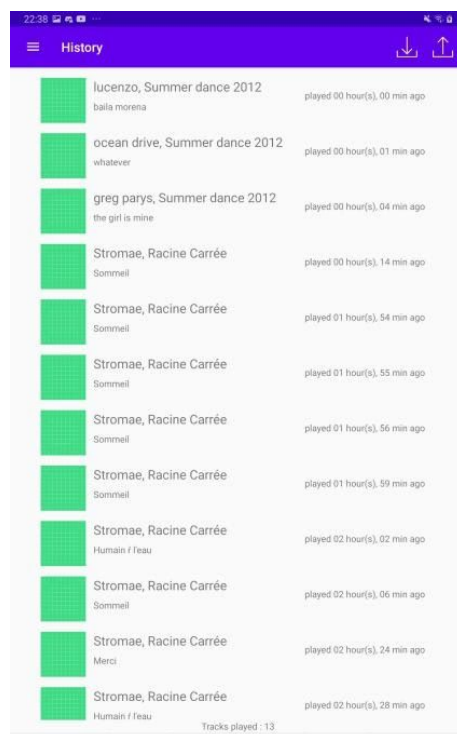 22:38
History
lucenzo, Summer dance 2012
baila morena
played 00 hour(s), 00 min ago
ocean drive, Summer dance 2012
whatever
played 00 hour(s), 01 min ago
greg parys, Summer dance 2012
the girl is mine
played 00 hour(s), 04 min ago
Stromae, Racine Carrée
Sommeil
played 00 hour(s), 14 min ago
Stromae, Racine Carrée
Sommeil
played 01 hour(s), 54 min ago
Stromae, Racine Carrée
Sommeil
played 01 hour(s), 55 min ago
Stromae, Racine Carrée
Sommeil
played 01 hour(s), 56 min ago
Stromae, Racine Carrée
Sommeil
played 01 hour(s), 59 min ago
Stromae, Racine Carrée
Humain ŕ l'eau
played 02 hour(s), 02 min ago
Stromae, Racine Carrée
Sommeil
played 02 hour(s), 06 min ago
Stromae, Racine Carrée
Merci
played 02 hour(s), 24 min ago
Stromae, Racine Carrée
Humain ŕ l'eau
played 02 hour(s), 28 min ago
Tracks played : 13